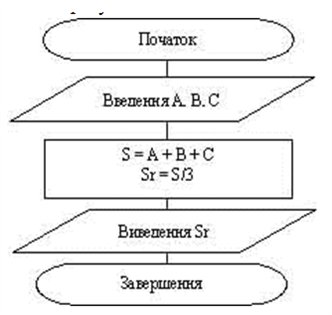 Початок
Введення А, В, С
S = A + B + C
Sr = S/3
Виведення Sr
Завершення